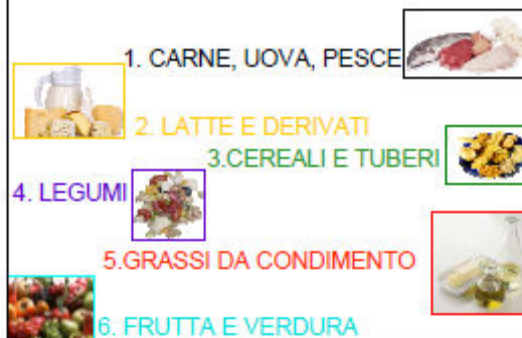 1. CARNE, UOVA, PESCE
2. LATTE E DERIVATI
3.CEREALI E TUBERI
4. LEGUMI
5.GRASSI DA CONDIMENTO
6. FRUTTA E VERDURA